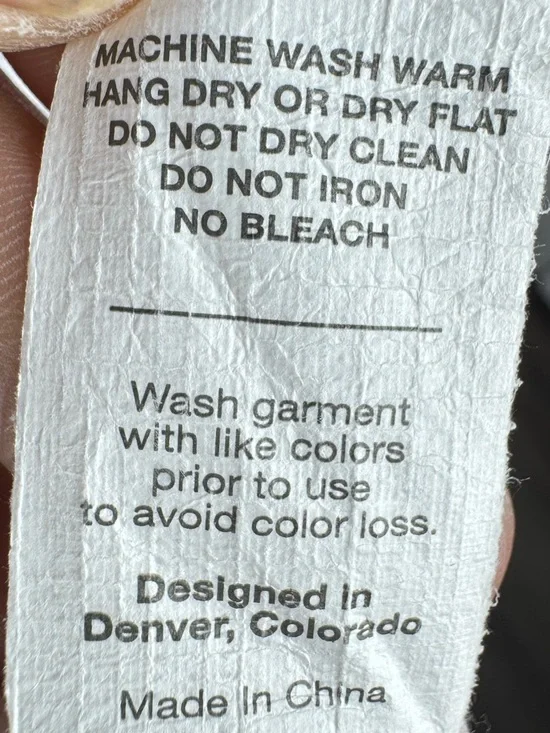 MACHINE WASH WARM
HANG DRY OR DRY FLAT
DO NOT DRY CLEAN
DO NOT IRON
NO BLEACH
Wash garment
with like colors
prior to use
to avoid color loss.
Designed in
Denver, Colorado
Made In China